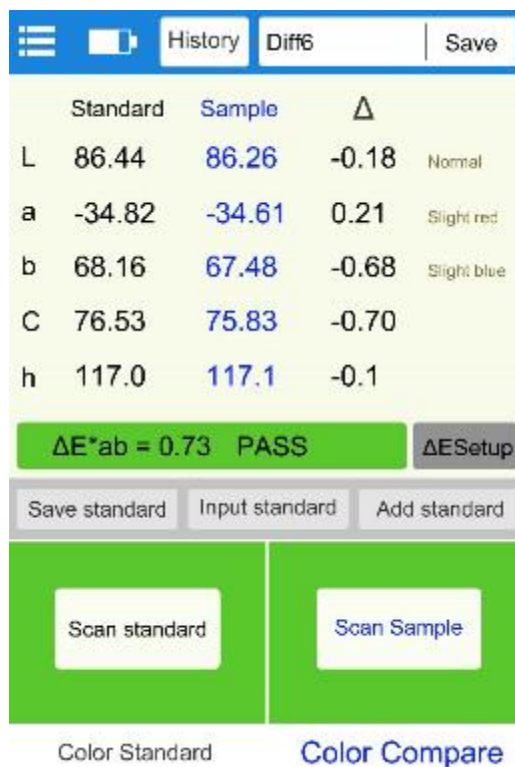 History Diff6 Save
Standard Sample Δ
L 86.44 86.26 -0.18 Normal
a -34.82 -34.61 0.21 Slight red
b 68.16 67.48 -0.68 Slight blue
C 76.53 75.83 -0.70
h 117.0 117.1 -0.1
ΔE*ab = 0.73 PASS ΔESetup
Save standard Input standard Add standard
Scan standard Scan Sample
Color Standard Color Compare